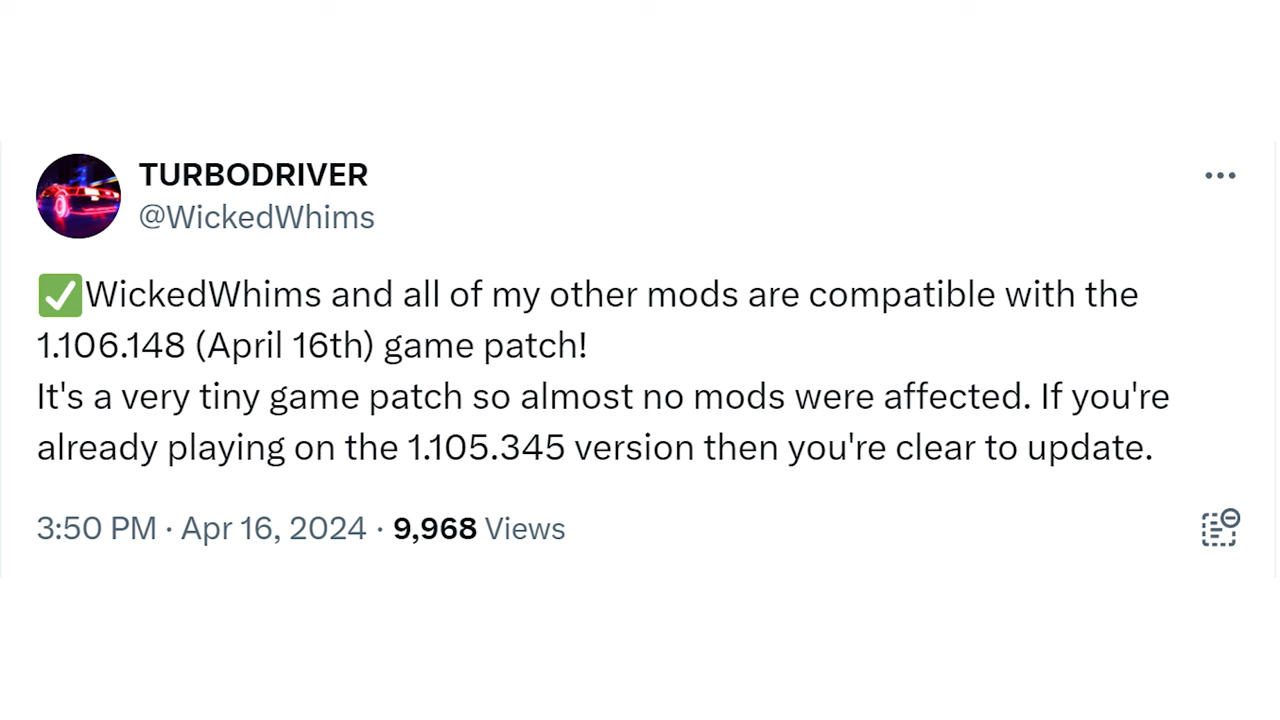 TURBODRIVER
@WickedWhims
✅WickedWhims and all of my other mods are compatible with the
1.106.148 (April 16th) game patch!
It's a very tiny game patch so almost no mods were affected. If you're
already playing on the 1.105.345 version then you're clear to update.
3:50 PM · Apr 16, 2024 · 9,968 Views